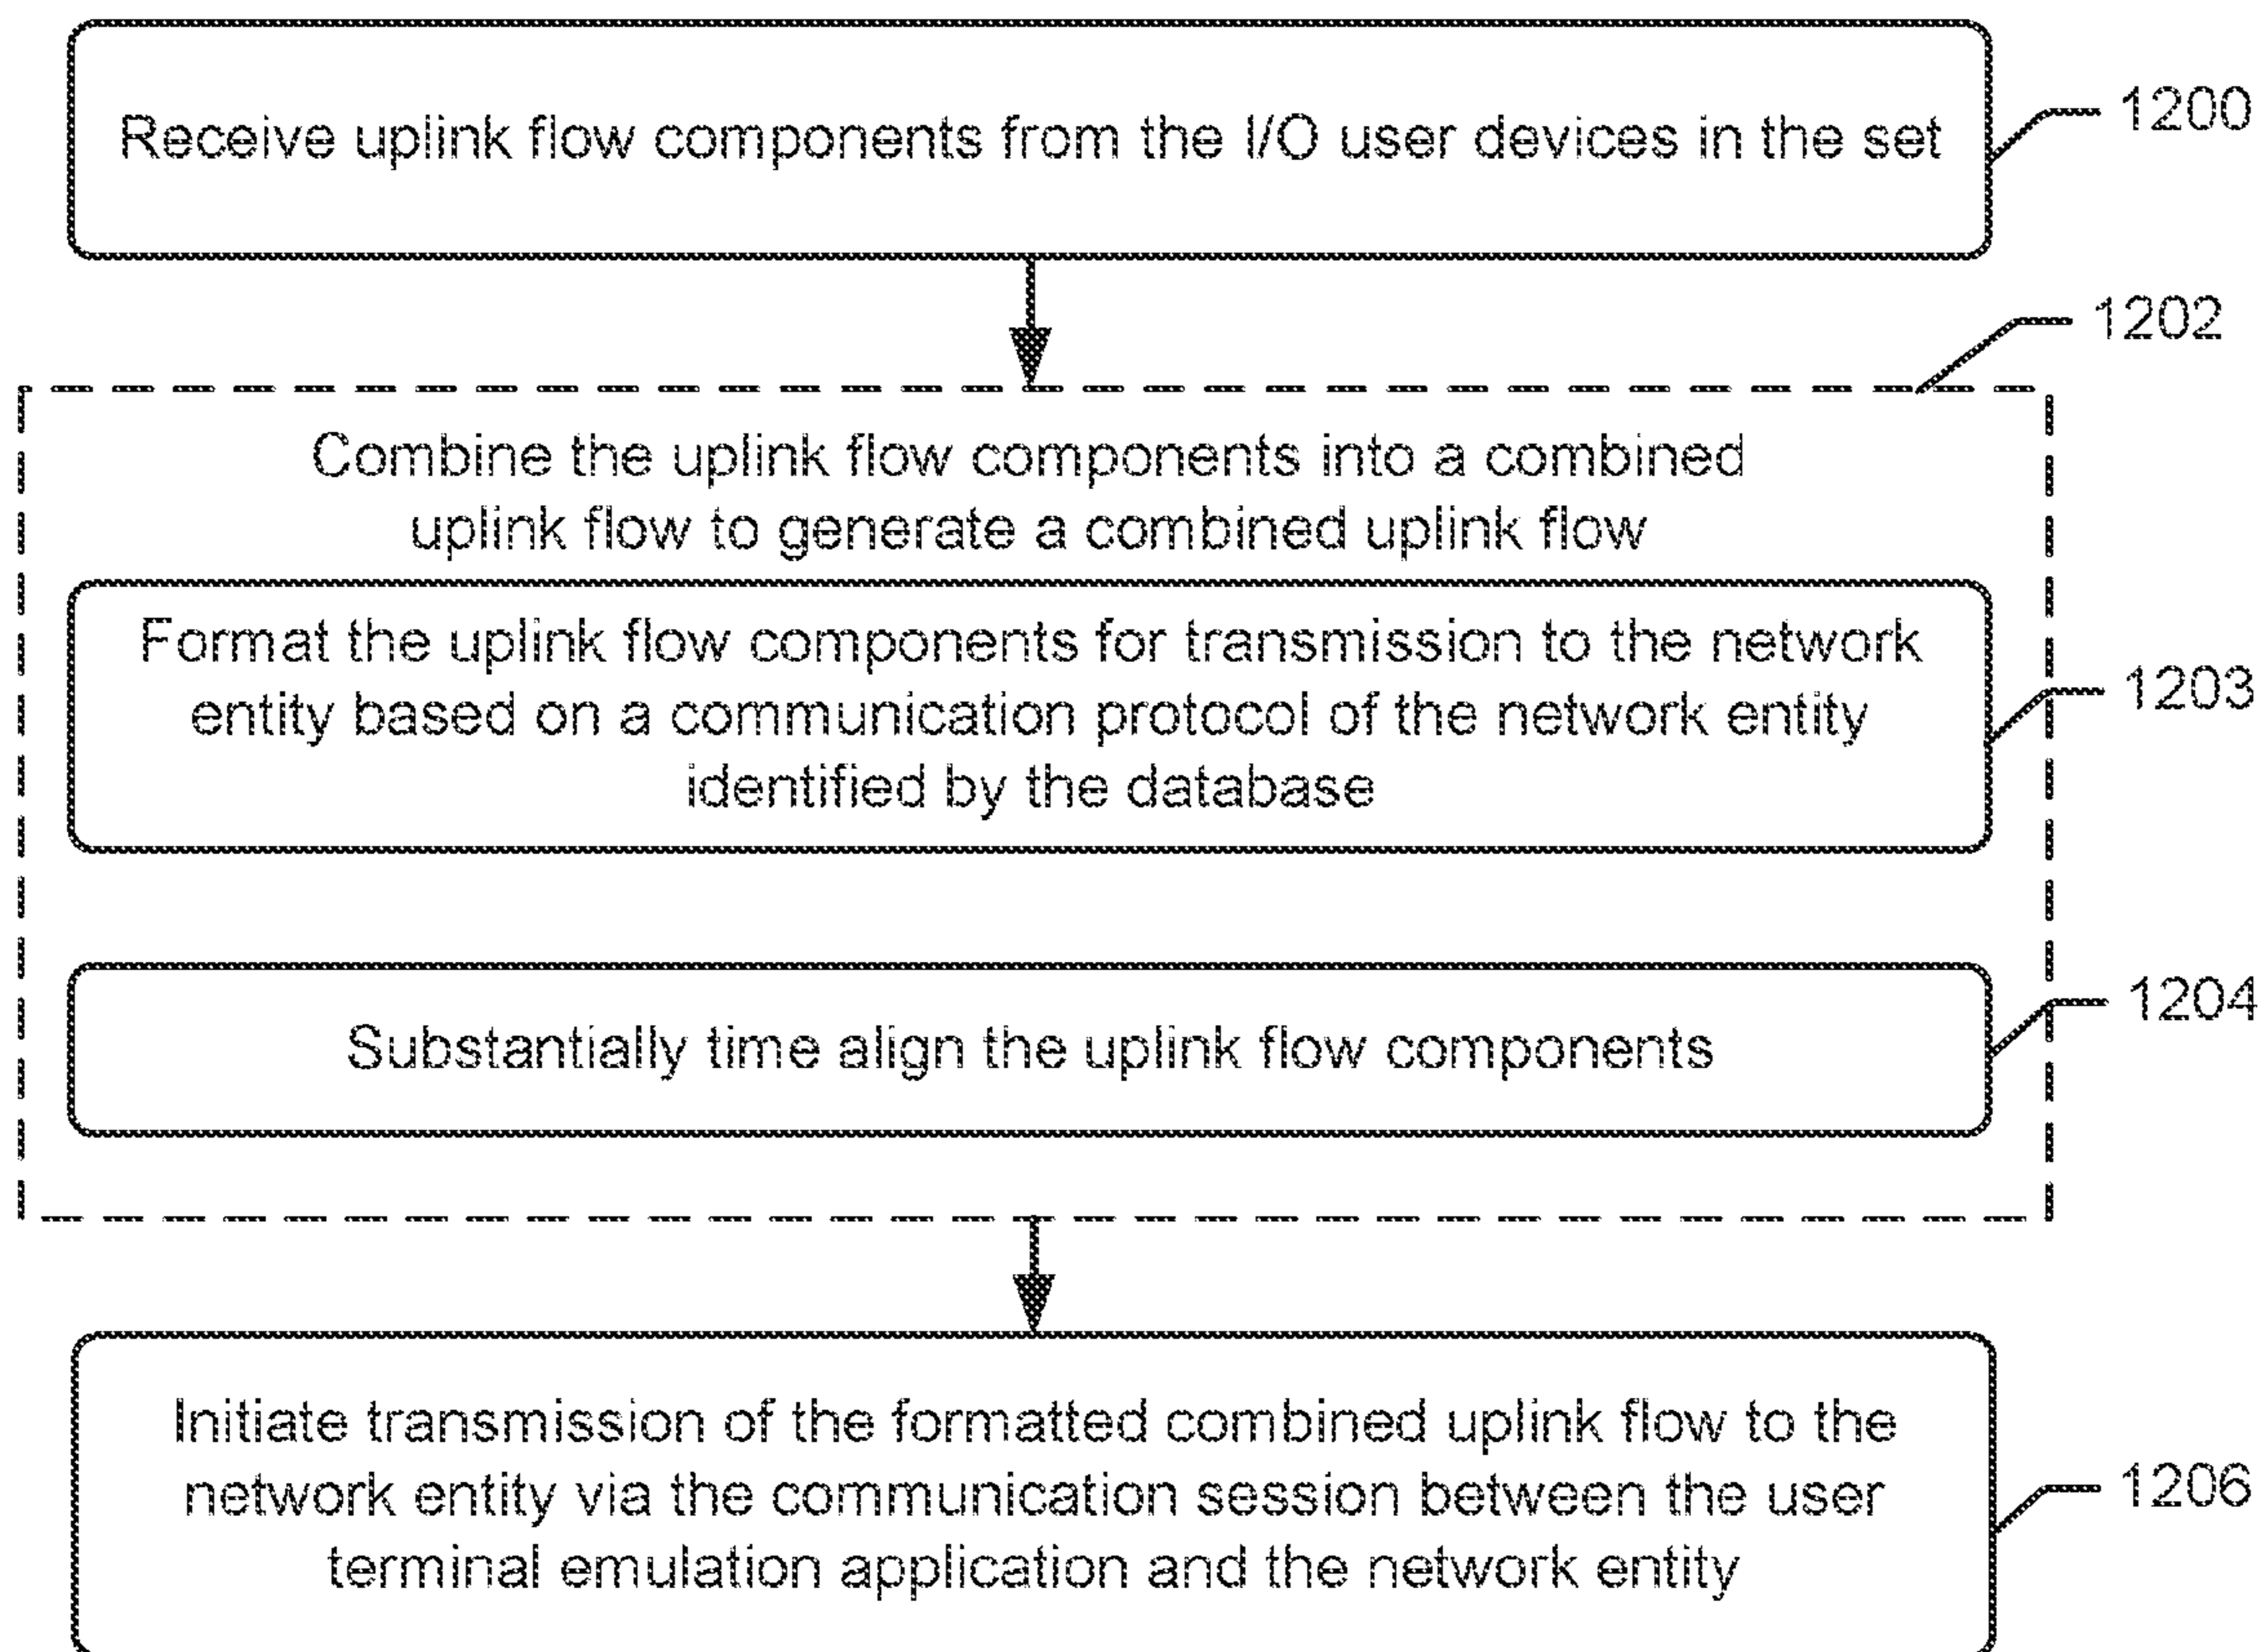 Receive uplink flow components from the I/O user devices in the set
1200
1202
Combine the uplink flow components into a combined
uplink flow to generate a combined uplink flow
Format the uplink flow components for transmission to the network
entity based on a communication protocol of the network entity
identified by the database
1203
Substantially time align the uplink flow components
1204
Initiate transmission of the formatted combined uplink flow to the
network entity via the communication session between the user
terminal emulation application and the network entity
1206